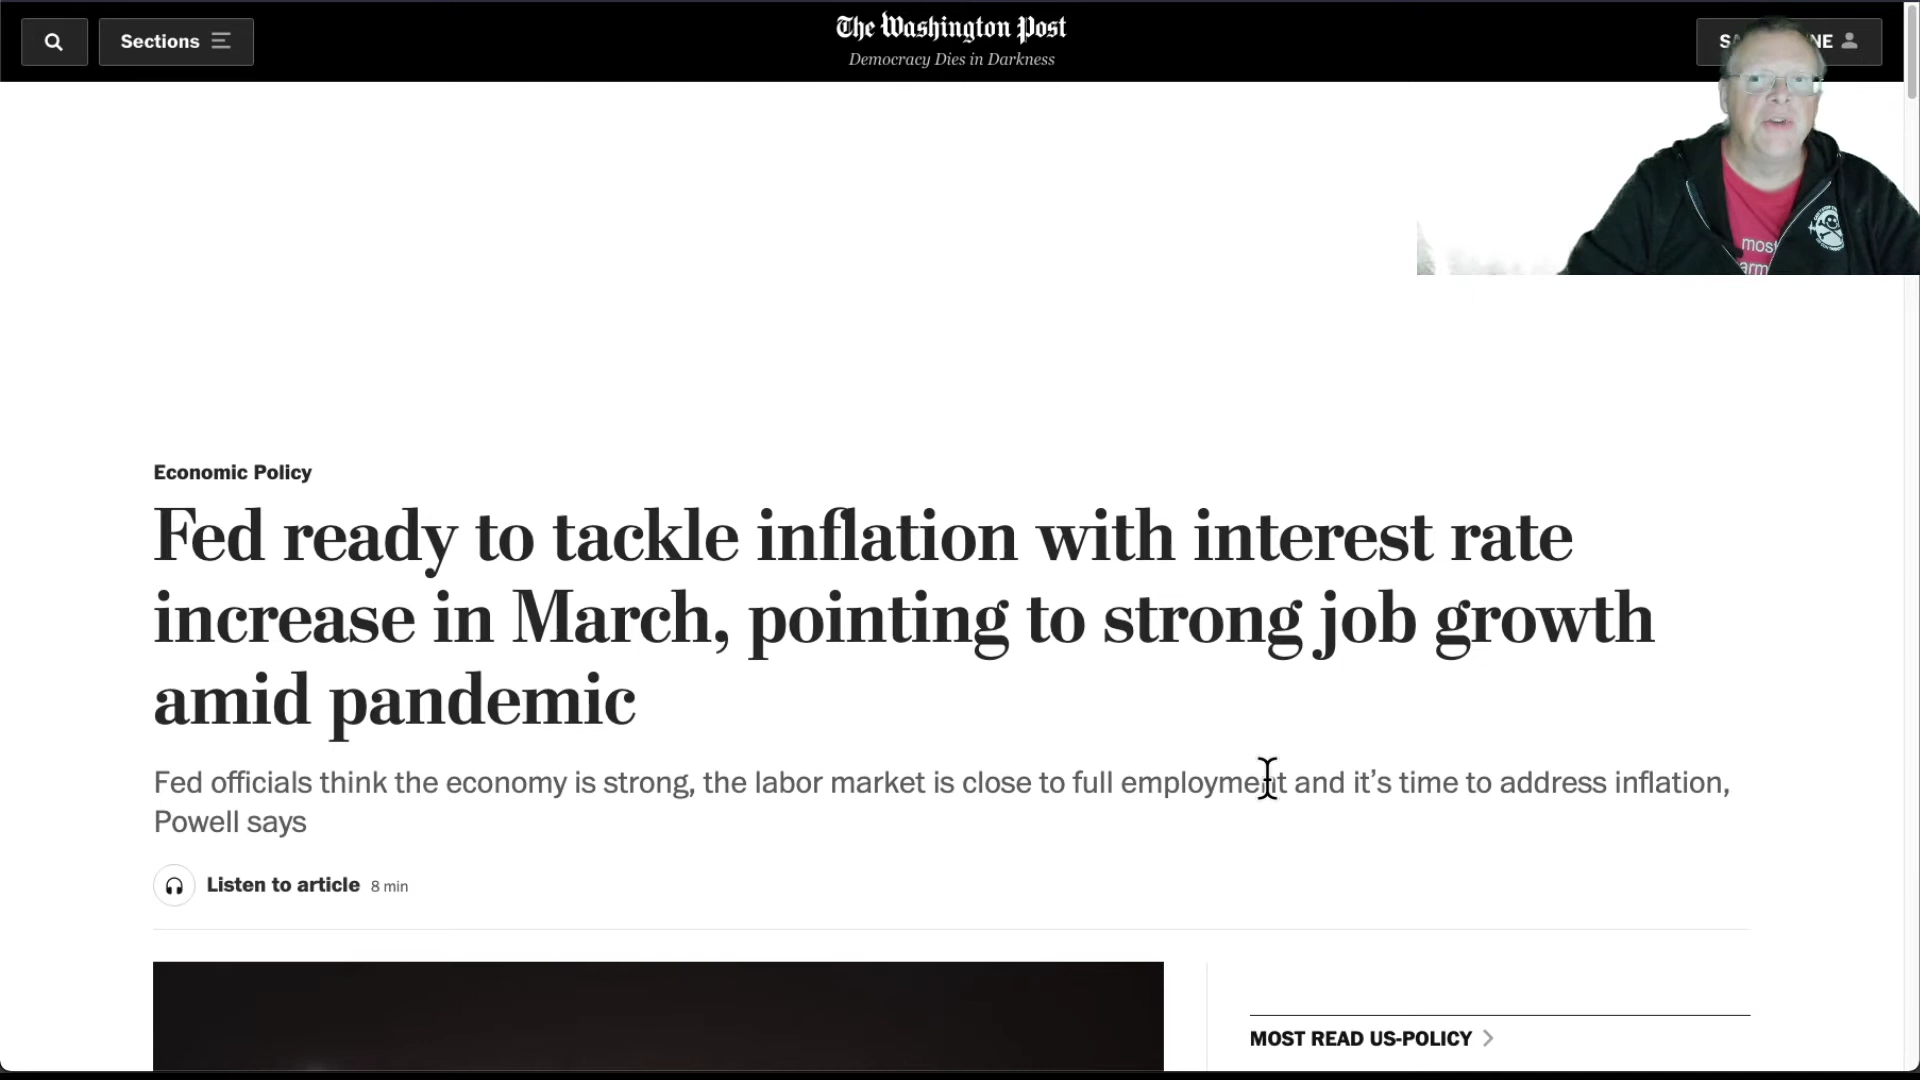 Sections
The Washington Post
Democracy Dies in Darkness
NE
Economic Policy
Fed ready to tackle inflation with interest rate
increase in March, pointing to strong job growth
amid pandemic
Fed officials think the economy is strong, the labor market is close to full employment and it’s time to address inflation,
Powell says
Listen to article 8 min
MOST READ US-POLICY
most